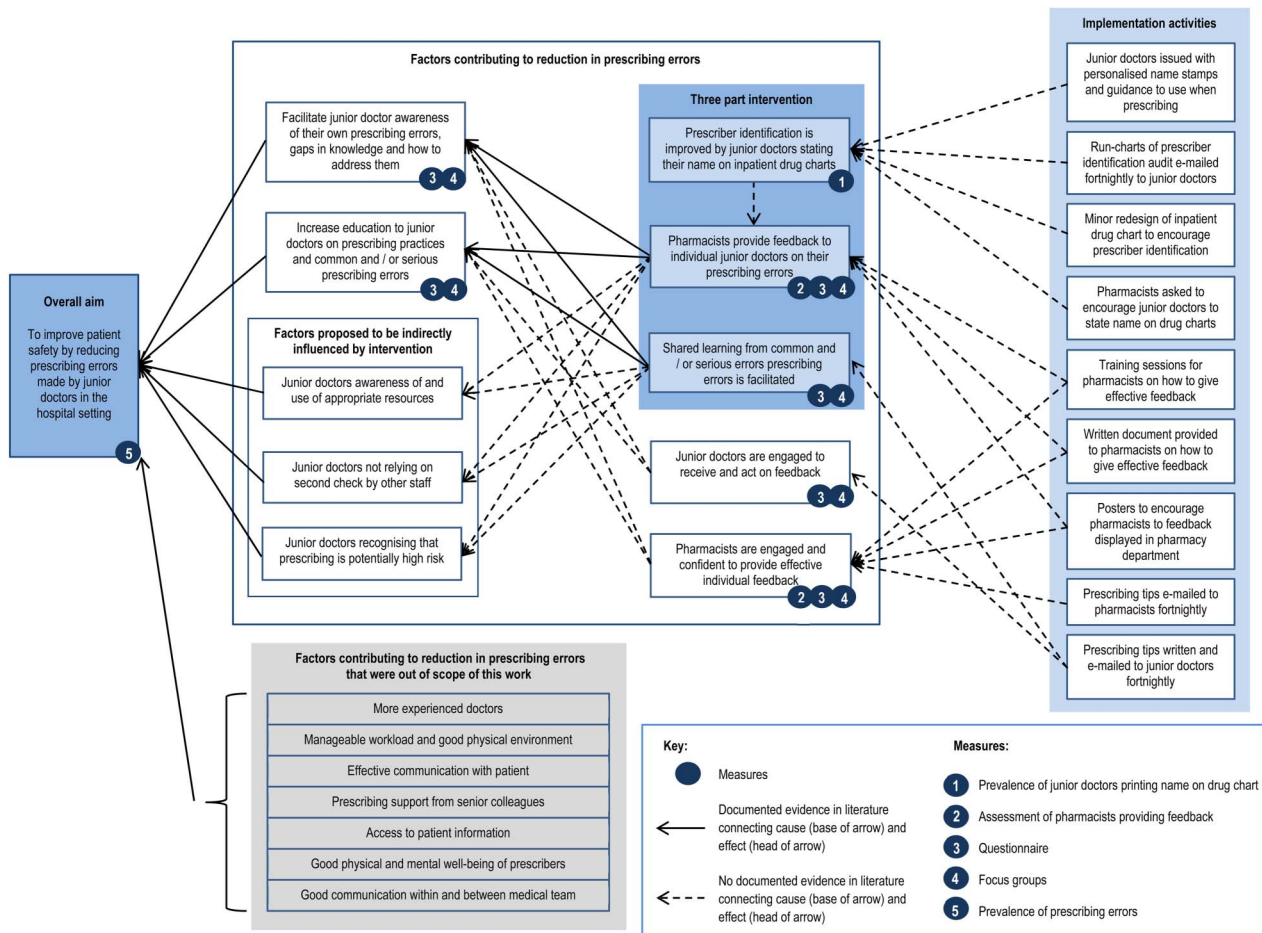 Overall aim
To improve patient
safety by reducing
prescribing errors
made by junior
doctors in the
hospital setting
5
Factors contributing to reduction in prescribing errors
Facilitate junior doctor awareness
of their own prescribing errors,
gaps in knowledge and how to
address them
3 4
Increase education to junior
doctors on prescribing practices
and common and / or serious
prescribing errors
3 4
Factors proposed to be indirectly
influenced by intervention
Junior doctors awareness of and
use of appropriate resources
Junior doctors not relying on
second check by other staff
Junior doctors recognising that
prescribing is potentially high risk
Three part intervention
Prescriber identification is
improved by junior doctors stating
their name on inpatient drug charts
1
Pharmacists provide feedback to
individual junior doctors on their
prescribing errors
2 3 4
Shared learning from common and
/ or serious errors prescribing
errors is facilitated
3 4
Junior doctors are engaged to
receive and act on feedback
3 4
Pharmacists are engaged and
confident to provide effective
individual feedback
2 3 4
Implementation activities
Junior doctors issued with
personalised name stamps
and guidance to use when
prescribing
Run-charts of prescriber
identification audit e-mailed
fortnightly to junior doctors
Minor redesign of inpatient
drug chart to encourage
prescriber identification
Pharmacists asked to
encourage junior doctors to
state name on drug charts
Training sessions for
pharmacists on how to give
effective feedback
Written document provided
to pharmacists on how to
give effective feedback
Posters to encourage
pharmacists to feedback
displayed in pharmacy
department
Prescribing tips e-mailed to
pharmacists fortnightly
Prescribing tips written and
e-mailed to junior doctors
fortnightly
Factors contributing to reduction in prescribing errors
that were out of scope of this work
More experienced doctors
Manageable workload and good physical environment
Effective communication with patient
Prescribing support from senior colleagues
Access to patient information
Good physical and mental well-being of prescribers
Good communication within and between medical team
Key:
Measures
Documented evidence in literature
connecting cause (base of arrow) and
effect (head of arrow)
No documented evidence in literature
connecting cause (base of arrow) and
effect (head of arrow)
Measures:
1 Prevalence of junior doctors printing name on drug chart
2 Assessment of pharmacists providing feedback
3 Questionnaire
4 Focus groups
5 Prevalence of prescribing errors